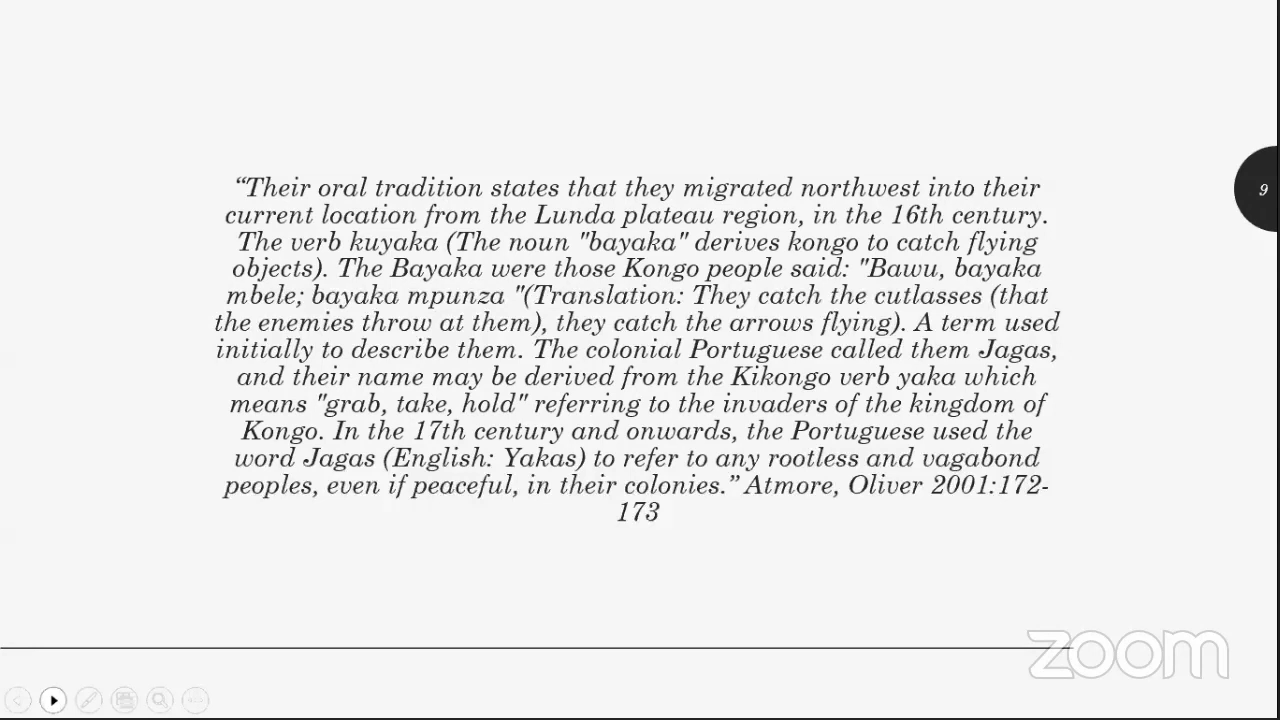 “Their oral tradition states that they migrated northwest into their
current location from the Lunda plateau region, in the 16th century.
The verb kuyaka (The noun "bayaka" derives kongo to catch flying
objects). The Bayaka were those Kongo people said: "Bawu, bayaka
mbele; bayaka mpunza "(Translation: They catch the cutlasses (that
the enemies throw at them), they catch the arrows flying). A term used
initially to describe them. The colonial Portuguese called them Jagas,
and their name may be derived from the Kikongo verb yaka which
means "grab, take, hold" referring to the invaders of the kingdom of
Kongo. In the 17th century and onwards, the Portuguese used the
word Jagas (English: Yakas) to refer to any rootless and vagabond
peoples, even if peaceful, in their colonies.” Atmore, Oliver 2001:172-
173
9
zoom